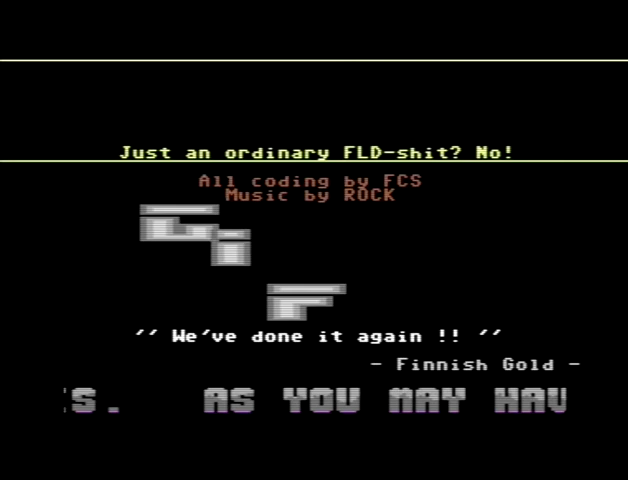 Just an ordinary FLD-shit? No!
All coding by FCS
Music by ROCK
G i F
'' We've done it again !! ''
- Finnish Gold -
S. AS YOU MAY HAV